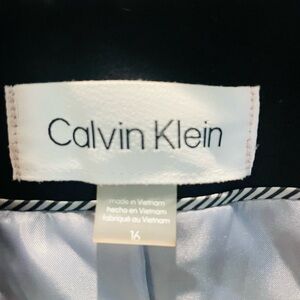 Calvin Klein
made in Vietnam
hecho en Vietnam
fabriqué au Vietnam
16